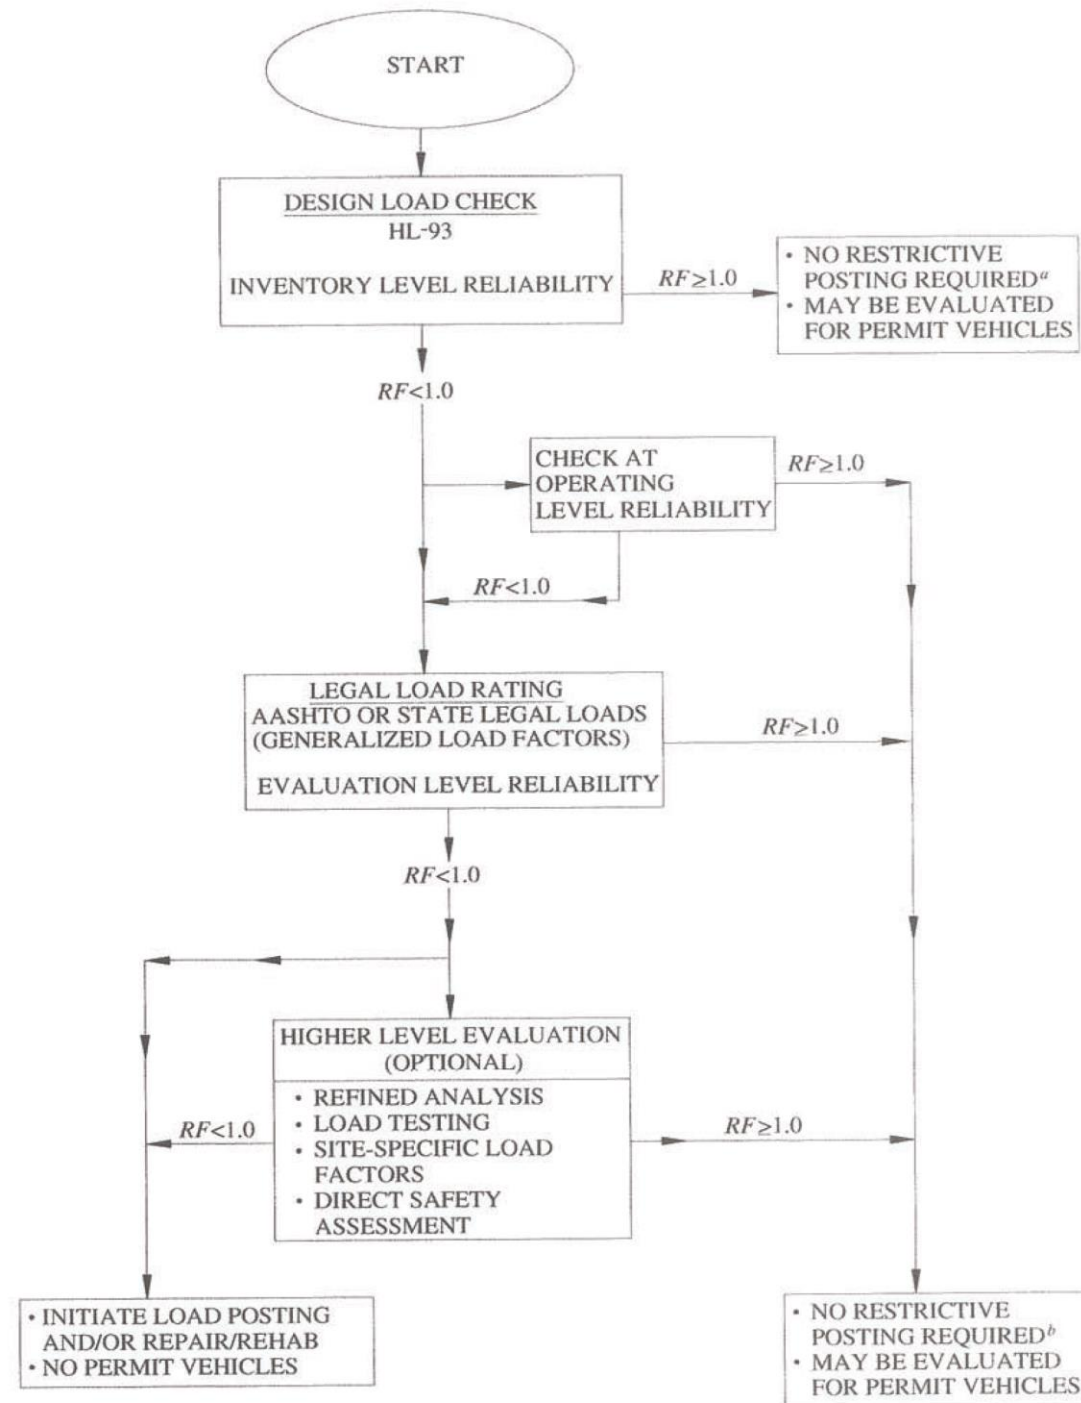 START
DESIGN LOAD CHECK
HL-93
INVENTORY LEVEL RELIABILITY
RF≥1.0
• NO RESTRICTIVE
POSTING REQUIREDᵃ
• MAY BE EVALUATED
FOR PERMIT VEHICLES
RF<1.0
CHECK AT
OPERATING
LEVEL RELIABILITY
RF≥1.0
RF<1.0
LEGAL LOAD RATING
AASHTO OR STATE LEGAL LOADS
(GENERALIZED LOAD FACTORS)
EVALUATION LEVEL RELIABILITY
RF≥1.0
RF<1.0
HIGHER LEVEL EVALUATION
(OPTIONAL)
• REFINED ANALYSIS
• LOAD TESTING
• SITE-SPECIFIC LOAD
FACTORS
• DIRECT SAFETY
ASSESSMENT
RF<1.0
RF≥1.0
• INITIATE LOAD POSTING
AND/OR REPAIR/REHAB
• NO PERMIT VEHICLES
• NO RESTRICTIVE
POSTING REQUIREDᵇ
• MAY BE EVALUATED
FOR PERMIT VEHICLES